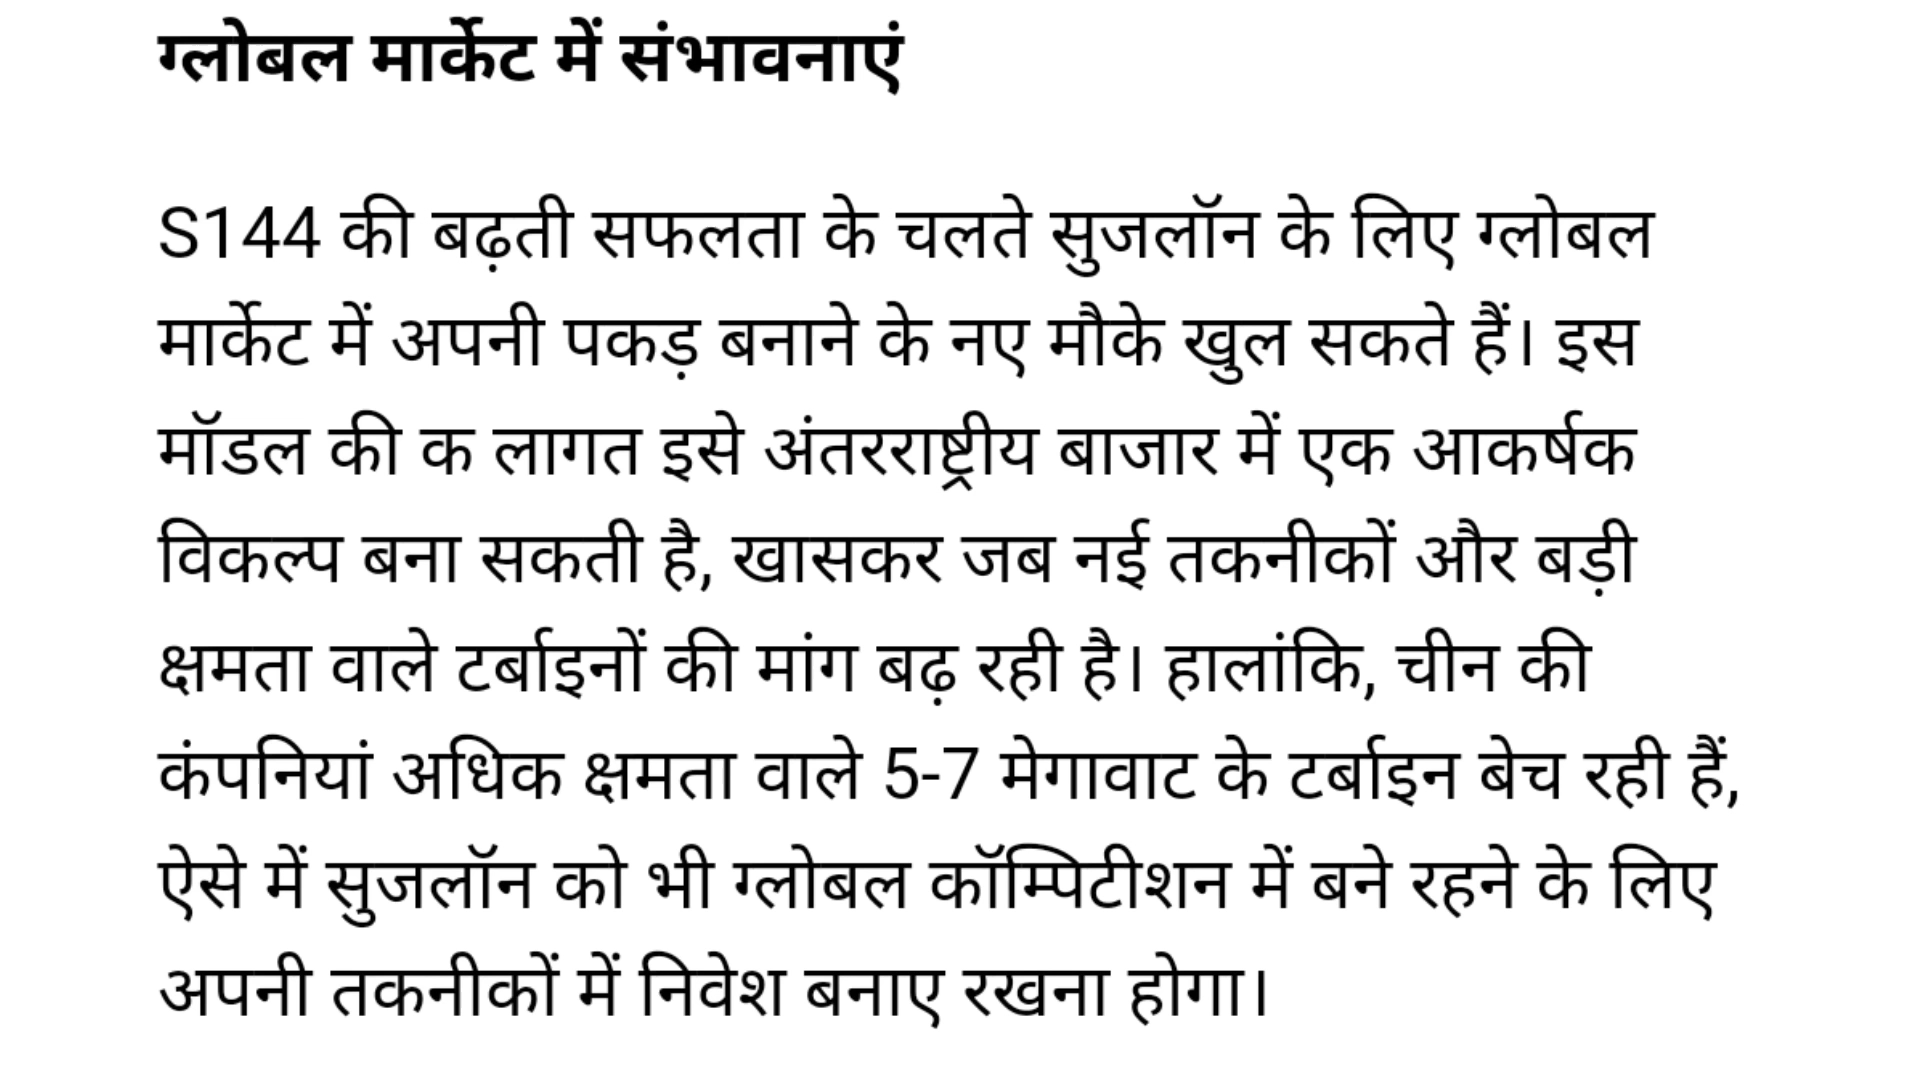 ग्लोबल मार्केट में संभावनाएं
S144 की बढ़ती सफलता के चलते सुजलॉन के लिए ग्लोबल
मार्केट में अपनी पकड़ बनाने के नए मौके खुल सकते हैं। इस
मॉडल की क लागत इसे अंतरराष्ट्रीय बाजार में एक आकर्षक
विकल्प बना सकती है, खासकर जब नई तकनीकों और बड़ी
क्षमता वाले टर्बाइनों की मांग बढ़ रही है। हालांकि, चीन की
कंपनियां अधिक क्षमता वाले 5-7 मेगावाट के टर्बाइन बेच रही हैं,
ऐसे में सुजलॉन को भी ग्लोबल कॉम्पिटीशन में बने रहने के लिए
अपनी तकनीकों में निवेश बनाए रखना होगा।